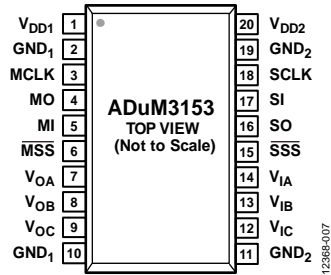 VDD1 1 20 VDD2
GND1 2 19 GND2
MCLK 3 18 SCLK
MO 4 17 SI
MI 5 16 SO
MSS 6 15 SSS
VOA 7 14 VIA
VOB 8 13 VIB
VOC 9 12 VIC
GND1 10 11 GND2
ADuM3153
TOP VIEW
(Not to Scale)
12368-007